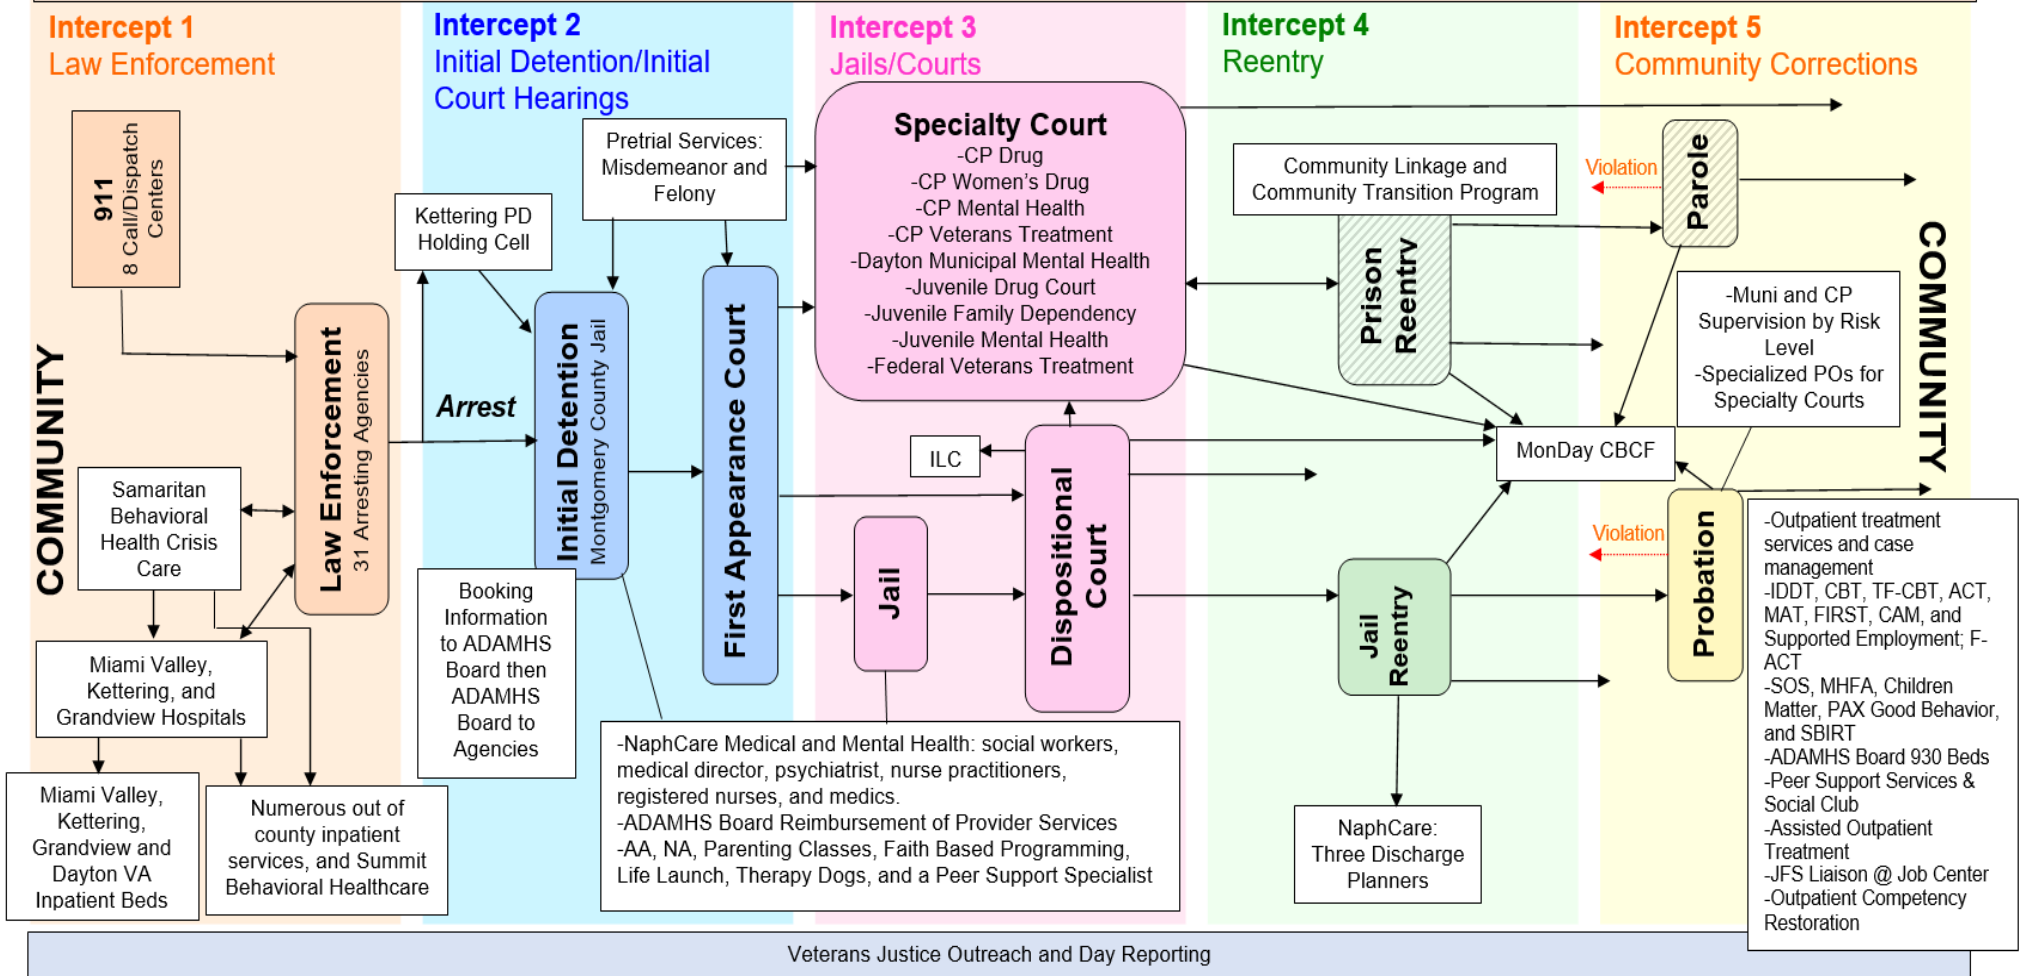 Intercept 1
Law Enforcement
Intercept 2
Initial Detention/Initial
Court Hearings
Intercept 3
Jails/Courts
Intercept 4
Reentry
Intercept 5
Community Corrections
COMMUNITY
911
8 Call/Dispatch
Centers
Law Enforcement
31 Arresting Agencies
Samaritan
Behavioral
Health Crisis
Care
Miami Valley,
Kettering, and
Grandview Hospitals
Miami Valley,
Kettering,
Grandview and
Dayton VA
Inpatient Beds
Numerous out of
county inpatient
services, and Summit
Behavioral Healthcare
Arrest
Kettering PD
Holding Cell
Pretrial Services:
Misdemeanor and
Felony
Initial Detention
Montgomery County Jail
Booking
Information
to ADAMHS
Board then
ADAMHS
Board to
Agencies
First Appearance Court
Specialty Court
-CP Drug
-CP Women's Drug
-CP Mental Health
-CP Veterans Treatment
-Dayton Municipal Mental Health
-Juvenile Drug Court
-Juvenile Family Dependency
-Juvenile Mental Health
-Federal Veterans Treatment
ILC
Jail
Dispositional
Court
-NaphCare Medical and Mental Health: social workers,
medical director, psychiatrist, nurse practitioners,
registered nurses, and medics.
-ADAMHS Board Reimbursement of Provider Services
-AA, NA, Parenting Classes, Faith Based Programming,
Life Launch, Therapy Dogs, and a Peer Support Specialist
Community Linkage and
Community Transition Program
Prison
Reentry
MonDay CBCF
Jail
Reentry
NaphCare:
Three Discharge
Planners
Violation
Parole
-Muni and CP
Supervision by Risk
Level
-Specialized POs for
Specialty Courts
Violation
Probation
-Outpatient treatment
services and case
management
-IDDT, CBT, TF-CBT, ACT,
MAT, FIRST, CAM, and
Supported Employment; F-
ACT
-SOS, MHFA, Children
Matter, PAX Good Behavior,
and SBIRT
-ADAMHS Board 930 Beds
-Peer Support Services &
Social Club
-Assisted Outpatient
Treatment
-JFS Liaison @ Job Center
-Outpatient Competency
Restoration
COMMUNITY
Veterans Justice Outreach and Day Reporting